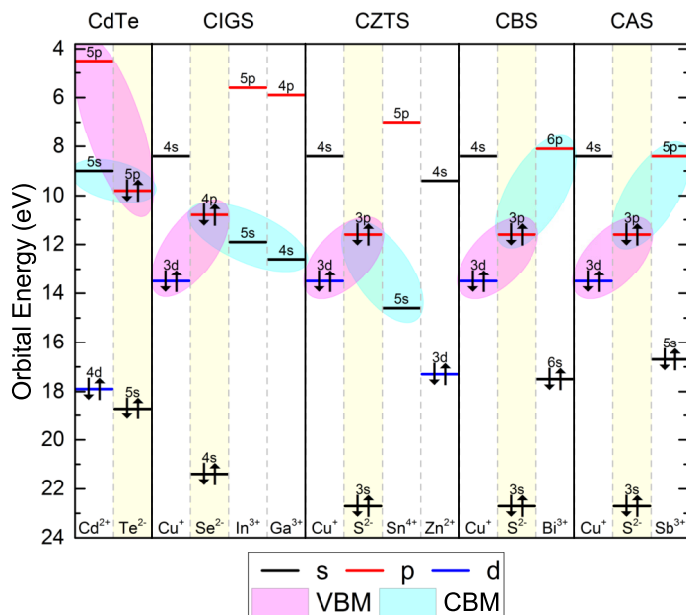 CdTe CIGS CZTS CBS CAS
Orbital Energy (eV)
4
6
8
10
12
14
16
18
20
22
24
5p
5s
5p
4d
5s
4s
3d
4p
4s
5p
5s
4p
4s
4s
3d
3p
3s
5p
5s
4s
3d
4s
3d
3p
3s
6p
6s
4s
3d
3p
3s
5p
5s
Cd²⁺ Te²⁻ Cu⁺ Se²⁻ In³⁺ Ga³⁺ Cu⁺ S²⁻ Sn⁴⁺ Zn²⁺ Cu⁺ S²⁻ Bi³⁺ Cu⁺ S²⁻ Sb³⁺
s p d
VBM CBM